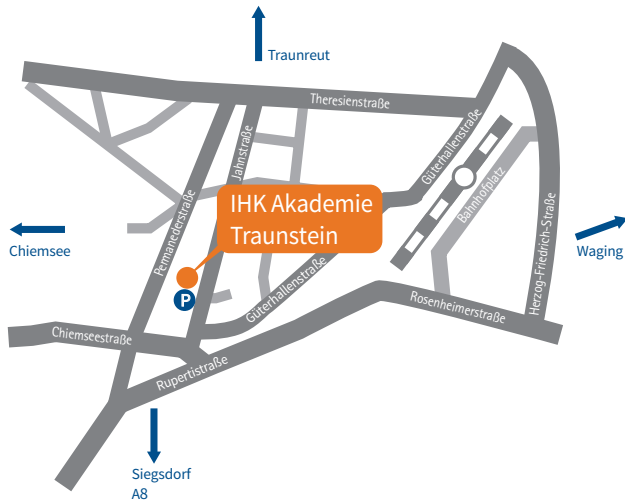 Traunreut
Theresienstraße
Jahnstraße
Güterhallenstraße
Permanederstraße
IHK Akademie
Traunstein
Bahnhofplatz
Herzog-Friedrich-Straße
Chiemsee
Waging
P
Güterhallenstraße
Rosenheimerstraße
Chiemseestraße
Rupertistraße
Siegsdorf
A8